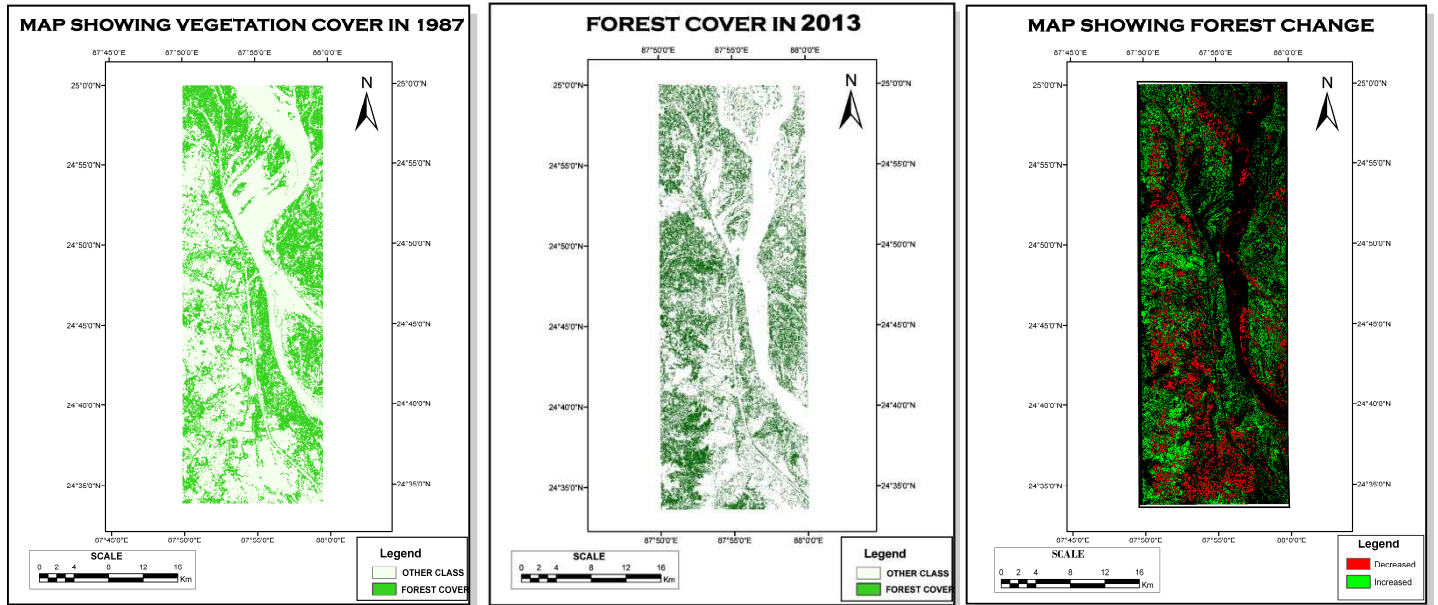 MAP SHOWING VEGETATION COVER IN 1987
87°45'0"E 87°50'0"E 87°55'0"E 88°0'0"E
N
25°0'0"N 25°0'0"N
24°55'0"N 24°55'0"N
24°50'0"N 24°50'0"N
24°45'0"N 24°45'0"N
24°40'0"N 24°40'0"N
24°35'0"N 24°35'0"N
87°45'0"E 87°50'0"E 87°55'0"E 88°0'0"E
SCALE
0 2 4 8 12 16
Km
Legend
OTHER CLASS
FOREST COVER
FOREST COVER IN 2013
87°50'0"E 87°55'0"E 88°0'0"E
N
25°0'0"N 25°0'0"N
24°55'0"N 24°55'0"N
24°50'0"N 24°50'0"N
24°45'0"N 24°45'0"N
24°40'0"N 24°40'0"N
24°35'0"N 24°35'0"N
87°50'0"E 87°55'0"E 88°0'0"E
SCALE
0 2 4 8 12 16
Km
Legend
OTHER CLASS
FOREST COVER
MAP SHOWING FOREST CHANGE
87°45'0"E 87°50'0"E 87°55'0"E 88°0'0"E
N
25°0'0"N 25°0'0"N
24°55'0"N 24°55'0"N
24°50'0"N 24°50'0"N
24°45'0"N 24°45'0"N
24°40'0"N 24°40'0"N
24°35'0"N 24°35'0"N
87°45'0"E 87°50'0"E 87°55'0"E 88°0'0"E
SCALE
0 2 4 8 12 16
Km
Legend
Decreased
Increased